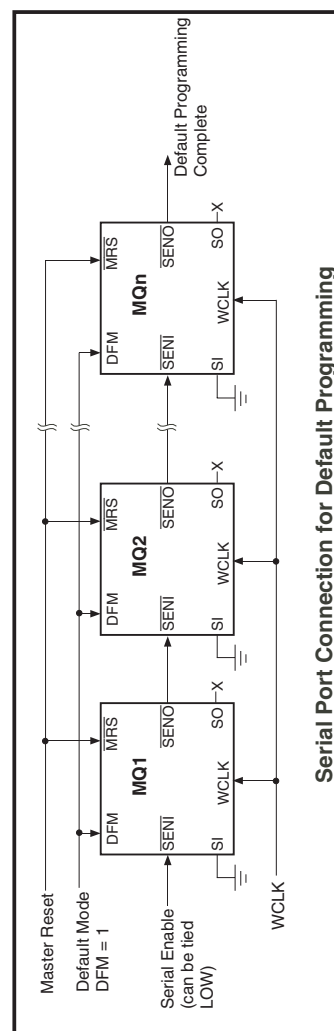 Master Reset
Default Mode
DFM = 1
DFM
MRS
DFM
MRS
DFM
MRS
MQ1
MQ2
MQn
Serial Enable
(can be tied
LOW)
SENI
SENO
SENI
SENO
SENI
SENO
Default Programming
Complete
SI
WCLK
SO
X
SI
WCLK
SO
X
SI
WCLK
SO
X
WCLK
Serial Port Connection for Default Programming